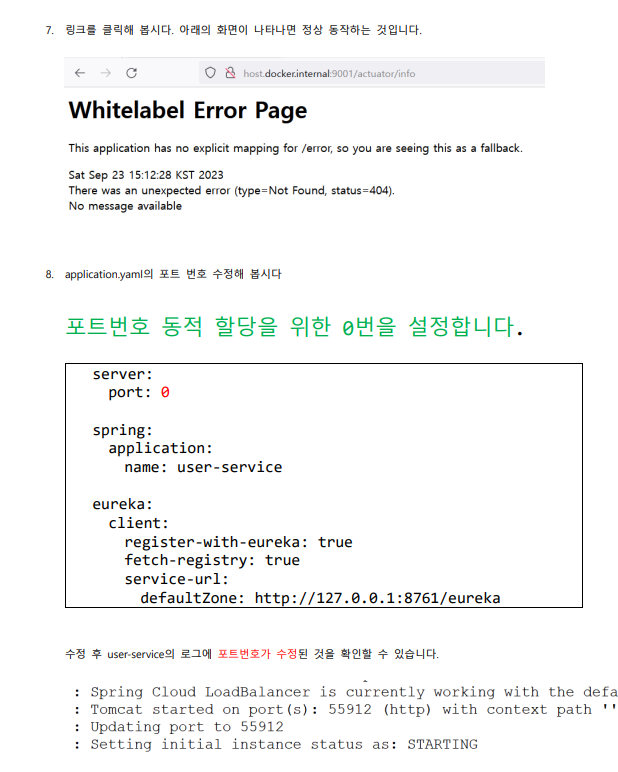 7. 링크를 클릭해 봅시다. 아래의 화면이 나타나면 정상 동작하는 것입니다.
host.docker.internal:9001/actuator/info
Whitelabel Error Page
This application has no explicit mapping for /error, so you are seeing this as a fallback.
Sat Sep 23 15:12:28 KST 2023
There was an unexpected error (type=Not Found, status=404).
No message available
8. application.yaml의 포트 번호 수정해 봅시다
포트번호 동적 할당을 위한 0번을 설정합니다.
server:
port: 0
spring:
application:
name: user-service
eureka:
client:
register-with-eureka: true
fetch-registry: true
service-url:
defaultZone: http://127.0.0.1:8761/eureka
수정 후 user-service의 로그에 포트번호가 수정된 것을 확인할 수 있습니다.
: Spring Cloud LoadBalancer is currently working with the defa
: Tomcat started on port(s): 55912 (http) with context path ''
: Updating port to 55912
: Setting initial instance status as: STARTING